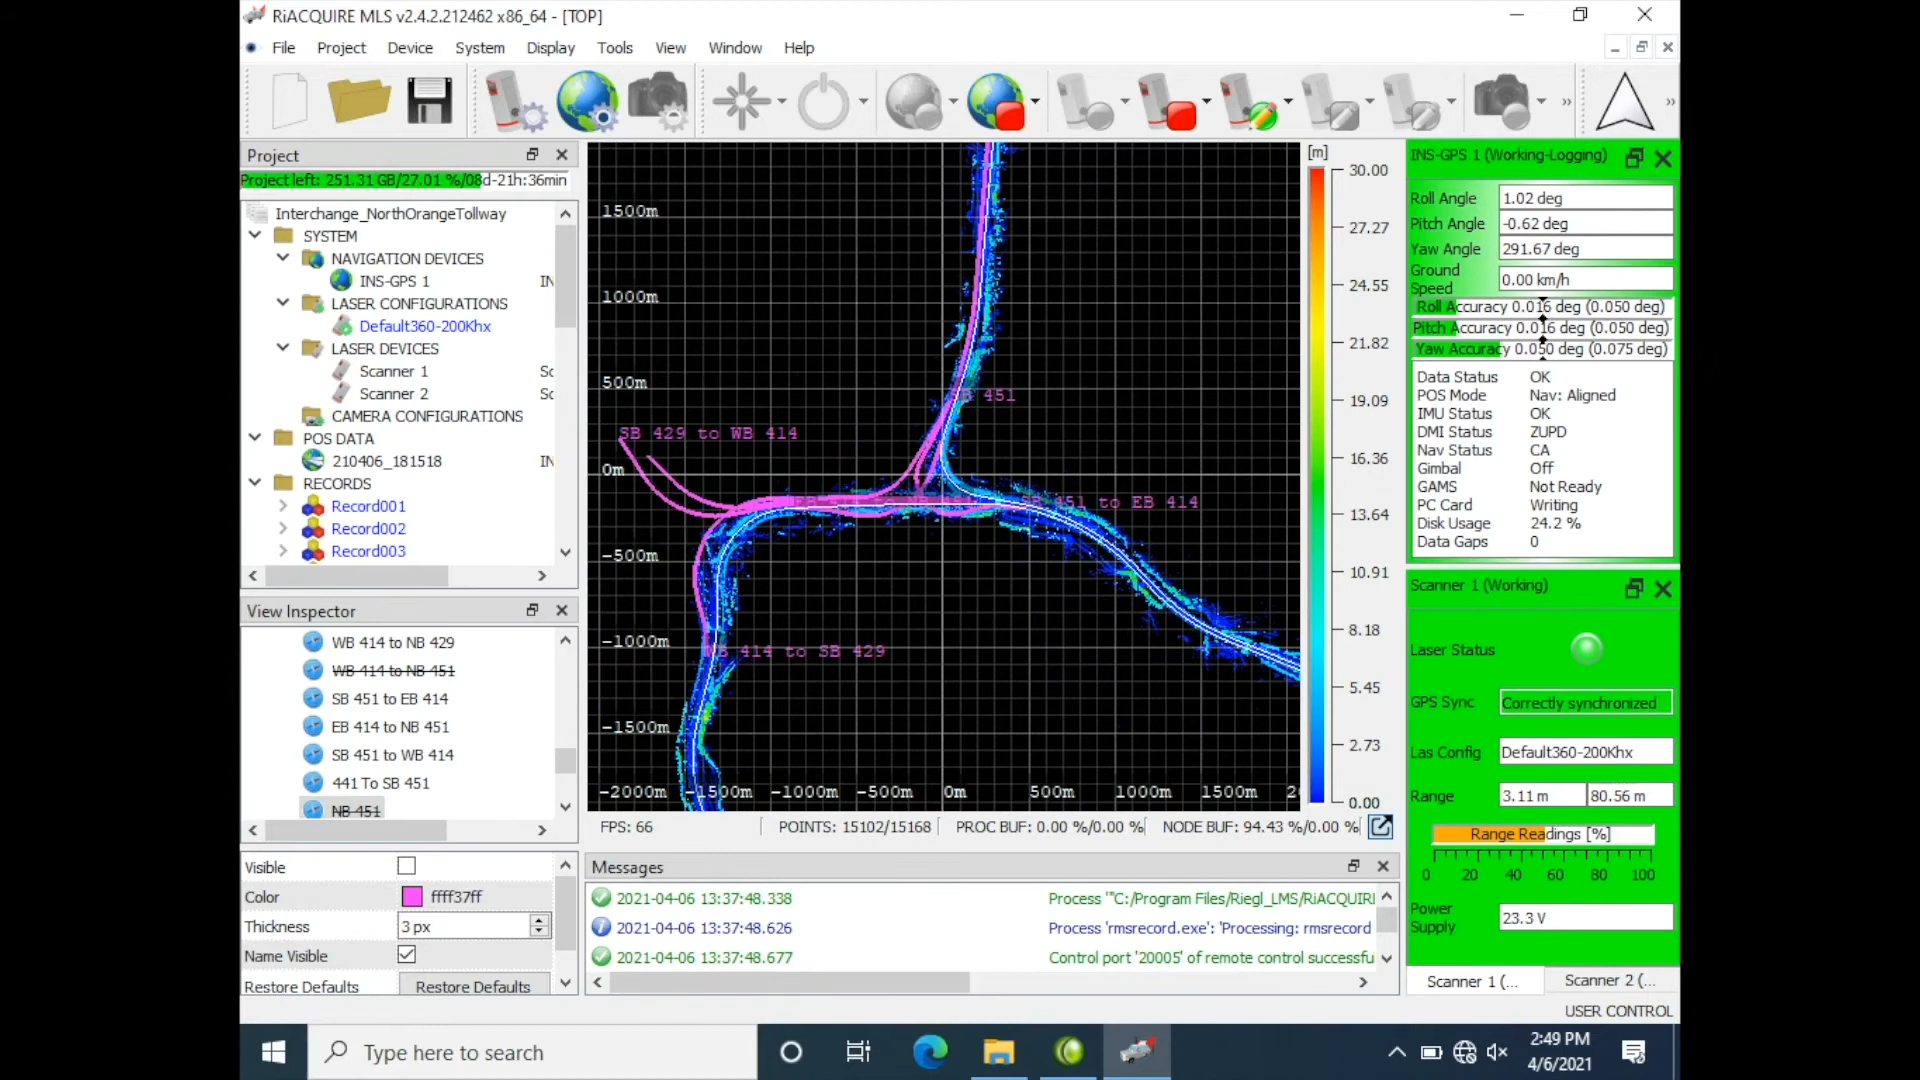 RiACQUIRE MLS v2.4.2.212462 x86_64 - [TOP]
File Project Device System Display Tools View Window Help
Project
Project left: 251.31 GB/27.01 %/08d-21h:36min
Interchange_NorthOrangeTollway
SYSTEM
NAVIGATION DEVICES
INS-GPS 1 IN
LASER CONFIGURATIONS
Default360-200Khx
LASER DEVICES
Scanner 1 Sc
Scanner 2 Sc
CAMERA CONFIGURATIONS
POS DATA
210406_181518 IN
RECORDS
Record001
Record002
Record003
View Inspector
WB 414 to NB 429
WB 414 to NB 451
SB 451 to EB 414
EB 414 to NB 451
SB 451 to WB 414
441 To SB 451
NB 451
Visible
Color ffff37ff
Thickness 3 px
Name Visible
Restore Defaults Restore Defaults
1500m
1000m
500m
0m
-500m
-1000m
-1500m
-2000m -1500m -1000m -500m 0m 500m 1000m 1500m 2
451
SB 429 to WB 414
451 to EB 414
414 to SB 429
[m]
30.00
27.27
24.55
21.82
19.09
16.36
13.64
10.91
8.18
5.45
2.73
0.00
FPS: 66 POINTS: 15102/15168 PROC BUF: 0.00 %/0.00 % NODE BUF: 94.43 %/0.00 %
Messages
2021-04-06 13:37:48.338 Process '"C:/Program Files/Riegl_LMS/RiACQUIRI
2021-04-06 13:37:48.626 Process 'rmsrecord.exe': 'Processing: rmsrecord
2021-04-06 13:37:48.677 Control port '20005' of remote control successfu
INS-GPS 1 (Working-Logging)
Roll Angle 1.02 deg
Pitch Angle -0.62 deg
Yaw Angle 291.67 deg
Ground Speed 0.00 km/h
Roll Accuracy 0.016 deg (0.050 deg)
Pitch Accuracy 0.016 deg (0.050 deg)
Yaw Accuracy 0.050 deg (0.075 deg)
Data Status OK
POS Mode Nav: Aligned
IMU Status OK
DMI Status ZUPD
Nav Status CA
Gimbal Off
GAMS Not Ready
PC Card Writing
Disk Usage 24.2 %
Data Gaps 0
Scanner 1 (Working)
Laser Status
GPS Sync Correctly synchronized
Las Config Default360-200Khx
Range 3.11 m 80.56 m
Range Readings [%]
0 20 40 60 80 100
Power Supply 23.3 V
Scanner 1 (... Scanner 2 (...
USER CONTROL
Type here to search
2:49 PM
4/6/2021